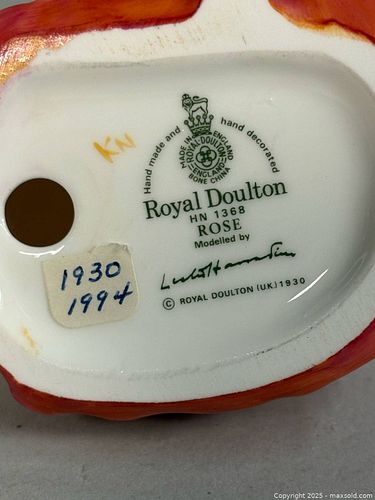 KN
Hand made and hand decorated
MADE IN ENGLAND
ROYAL·DOULTON
ENGLAND
BONE CHINA
Royal Doulton
HN 1368
ROSE
Modelled by
© ROYAL DOULTON (U.K.) 1930
1930
1994
Copyright 2025 - maxsold.com